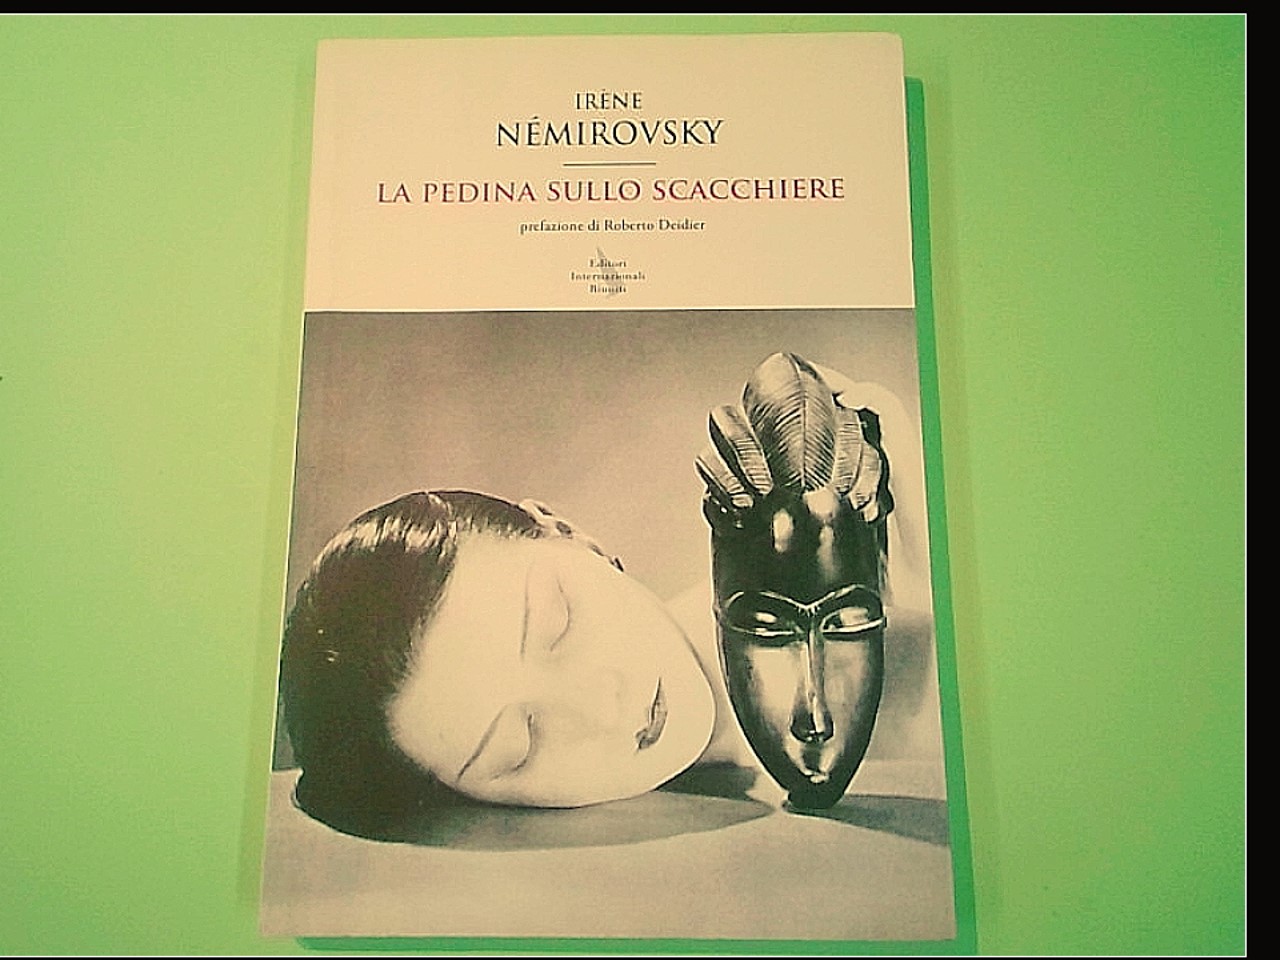 IRÈNE
NÉMIROVSKY
LA PEDINA SULLO SCACCHIERE
prefazione di Roberto Deidier
Editori
Internazionali
Riuniti